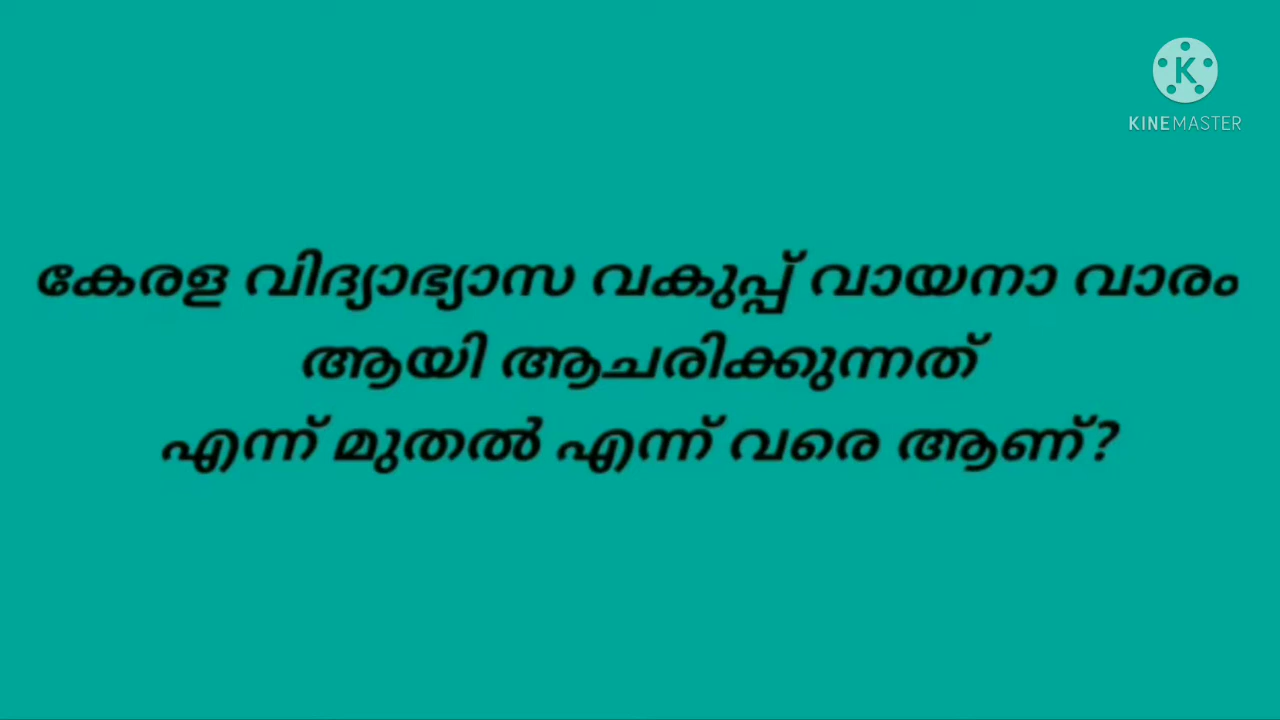 KINEMASTER
കേരള വിദ്യാഭ്യാസ വകുപ്പ് വായനാ വാരം
ആയി ആചരിക്കുന്നത്
എന്ന് മുതൽ എന്ന് വരെ ആണ്?